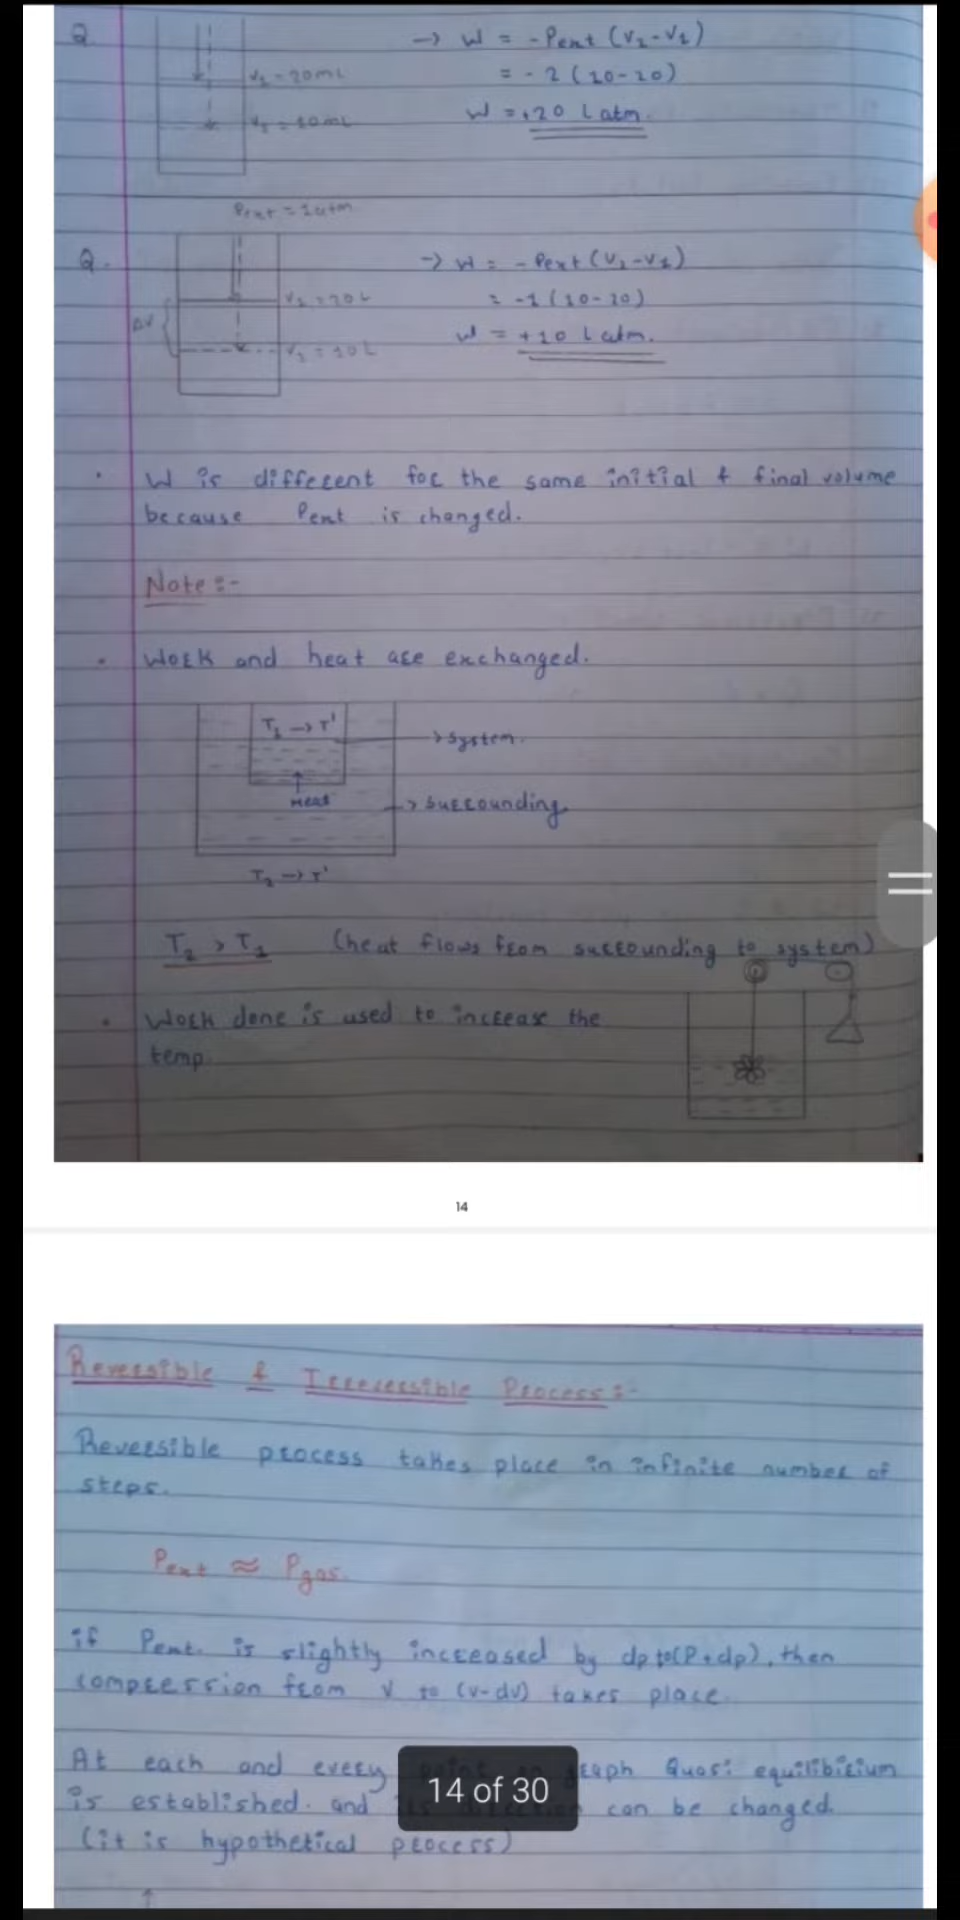 Q.
→ W = -Pext (V2-V1)
V1 = 20mL
= - 2 (10-20)
V2 = 10mL
W = +20 L atm.
Pext = 1 atm
Q.
→ W = - Pext (V2-V1)
V1 = 20L
= -1 (10-20)
ΔV
V2 = 10L
W = +10 L atm.
• W is different for the same initial & final volume
because Pext is changed.
Note :-
• Work and heat are exchanged.
T1 → T'
→ System.
Heat
→ Surrounding
T2 → T'
T2 > T1 (heat flows from surrounding to system)
• Work done is used to increase the
temp.
14
Reversible & Irreversible Process :-
Reversible process takes place in infinite number of
steps.
Pext ≈ Pgas.
if Pext. is slightly increased by dp to (P+dp), then
compression from V to (V-dV) takes place.
At each and every graph Quasi equilibrium
is established. and can be changed.
(it is hypothetical process)
14 of 30